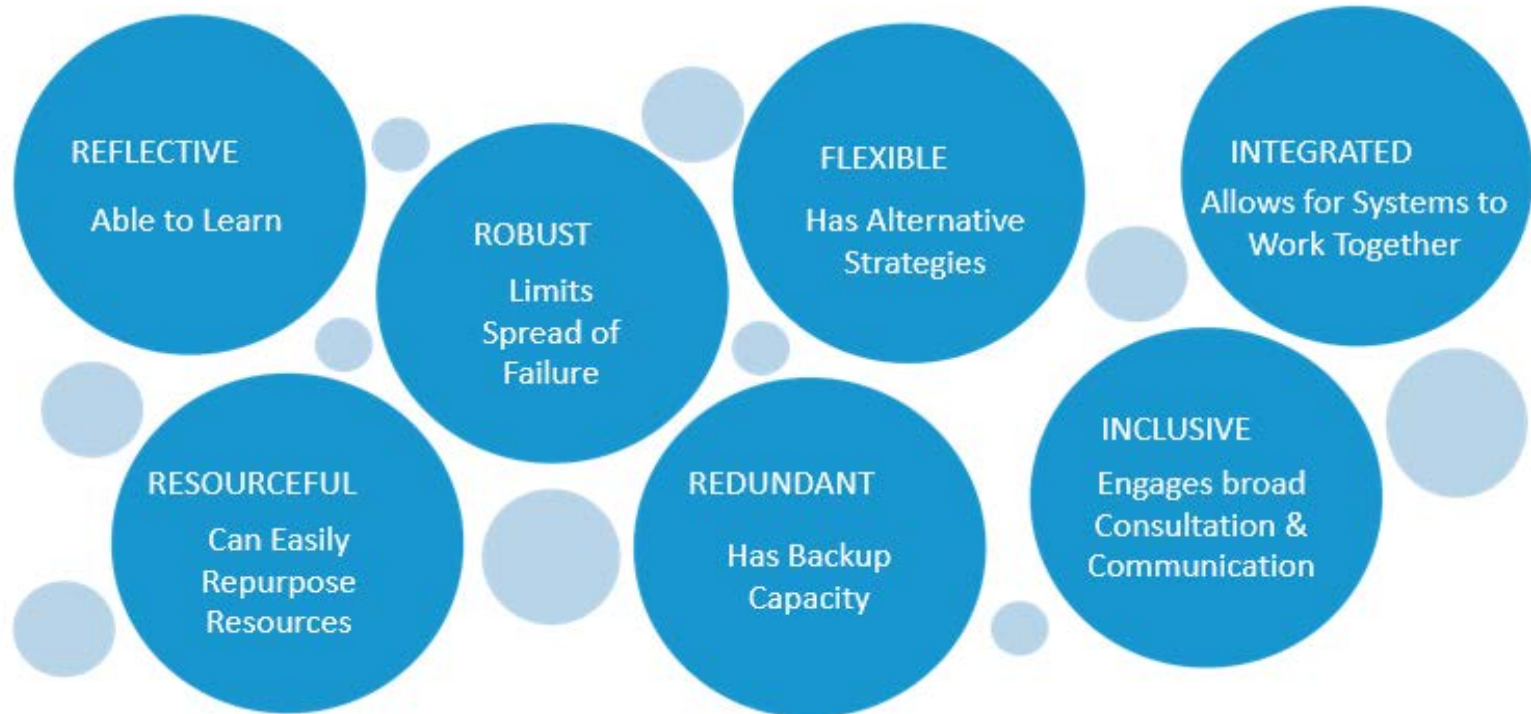 REFLECTIVE
Able to Learn
ROBUST
Limits
Spread of
Failure
FLEXIBLE
Has Alternative
Strategies
INTEGRATED
Allows for Systems to
Work Together
RESOURCEFUL
Can Easily
Repurpose
Resources
REDUNDANT
Has Backup
Capacity
INCLUSIVE
Engages broad
Consultation &
Communication